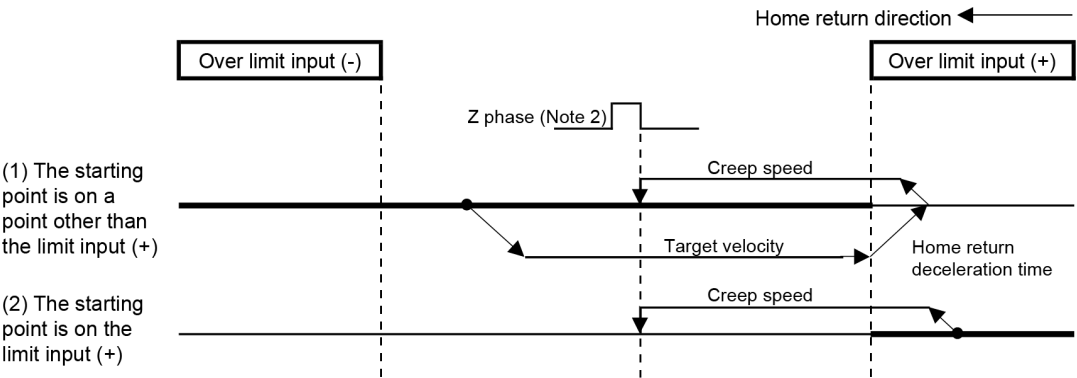 Home return direction
Over limit input (-)
Over limit input (+)
Z phase (Note 2)
(1) The starting
point is on a
point other than
the limit input (+)
Creep speed
Target velocity
Home return
deceleration time
(2) The starting
point is on the
limit input (+)
Creep speed